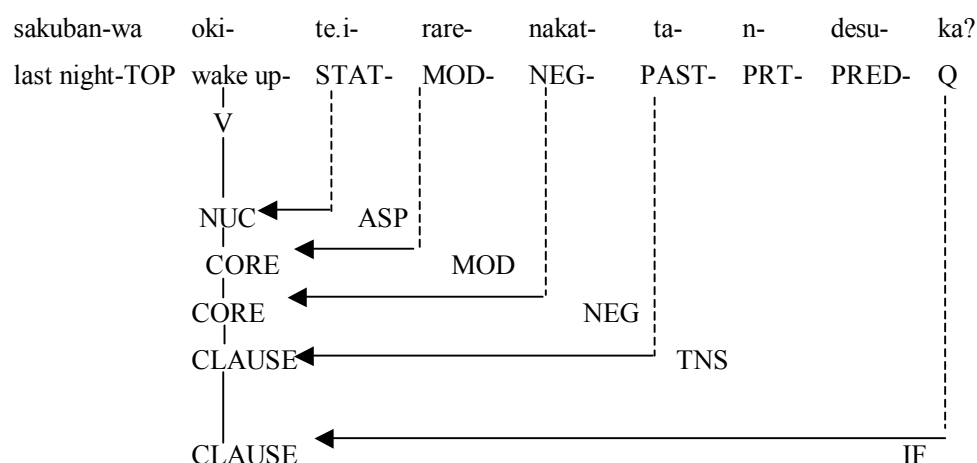 sakuban-wa oki- te.i- rare- nakat- ta- n- desu- ka?
last night-TOP wake up- STAT- MOD- NEG- PAST- PRT- PRED- Q
V
NUC ASP
CORE MOD
CORE NEG
CLAUSE TNS
CLAUSE IF